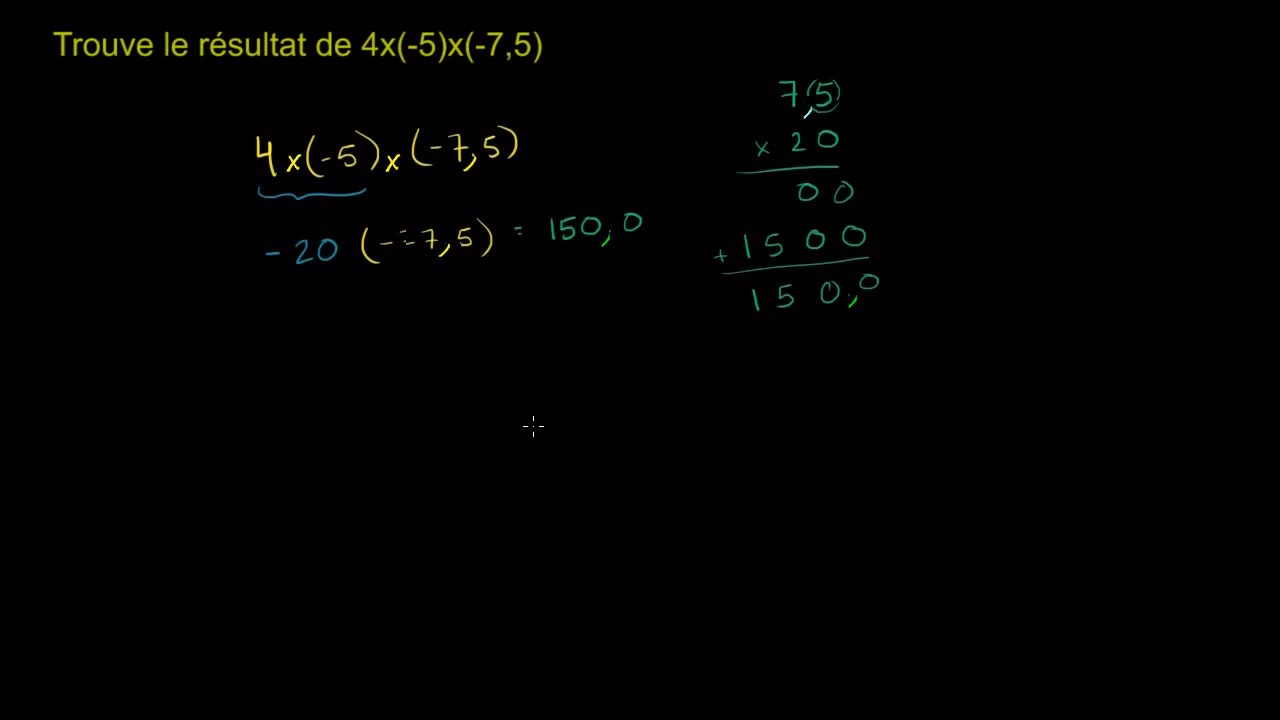 Trouve le résultat de 4x(-5)x(-7,5)
4x(-5)x(-7,5)
-20 (--7,5) = 150,0
7,5
x 20
00
+1500
150,0